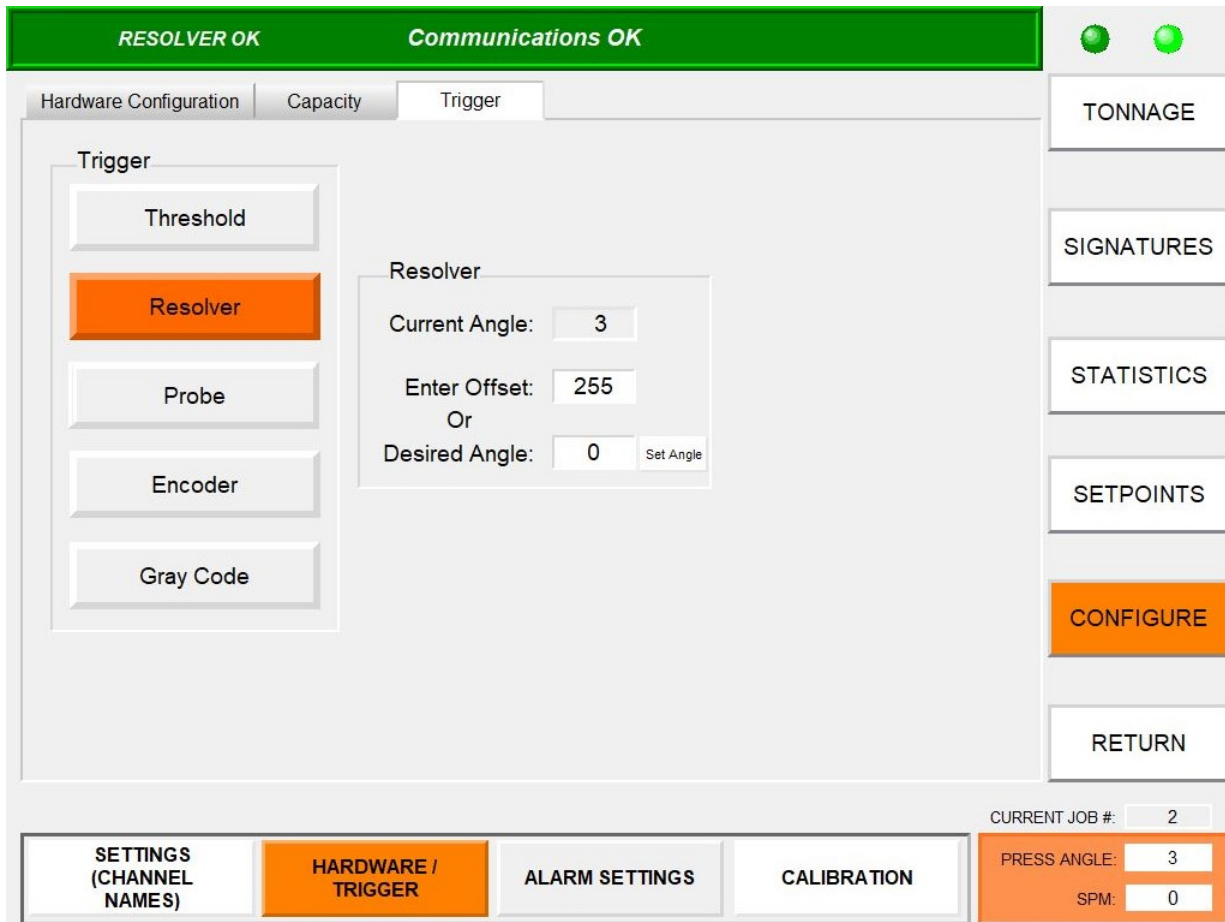 RESOLVER OK
Communications OK
Hardware Configuration
Capacity
Trigger
Trigger
Threshold
Resolver
Probe
Encoder
Gray Code
Resolver
Current Angle: 3
Enter Offset: 255
Or
Desired Angle: 0 Set Angle
TONNAGE
SIGNATURES
STATISTICS
SETPOINTS
CONFIGURE
RETURN
CURRENT JOB #: 2
PRESS ANGLE: 3
SPM: 0
SETTINGS
(CHANNEL
NAMES)
HARDWARE /
TRIGGER
ALARM SETTINGS
CALIBRATION